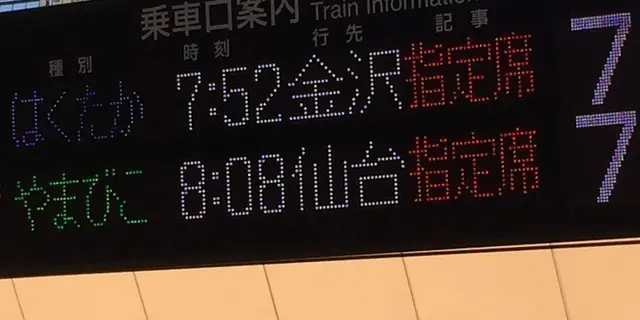 乗車口案内 Train Information
種別 時刻 行先 記事
はくたか 7:52 金沢 指定席 7
やまびこ 8:08 仙台 指定席 7